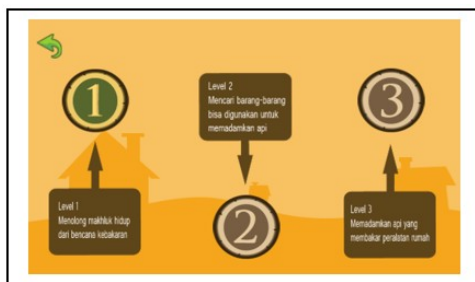 1
Level 1
Menolong makhluk hidup
dari bencana kebakaran
Level 2
Mencari barang-barang
bisa digunakan untuk
memadamkan api
2
3
Level 3
Memadamkan api yang
membakar peralatan rumah